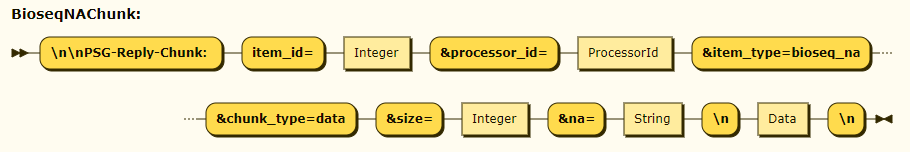 BioseqNAChunk:
\n\nPSG-Reply-Chunk: item_id= Integer &processor_id= ProcessorId &item_type=bioseq_na
&chunk_type=data &size= Integer &na= String \n Data \n